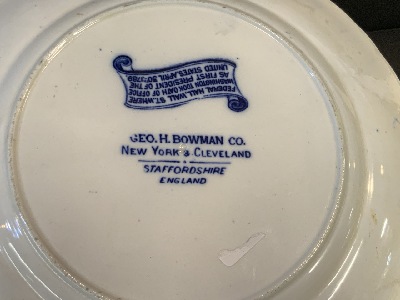 FEDERAL HALL WALL ST. WHERE
WASHINGTON TOOK OATH OF OFFICE
AS FIRST PRESIDENT OF THE
UNITED STATES, APRIL 30, 1789
GEO. H. BOWMAN CO.
NEW YORK & CLEVELAND
STAFFORDSHIRE
ENGLAND